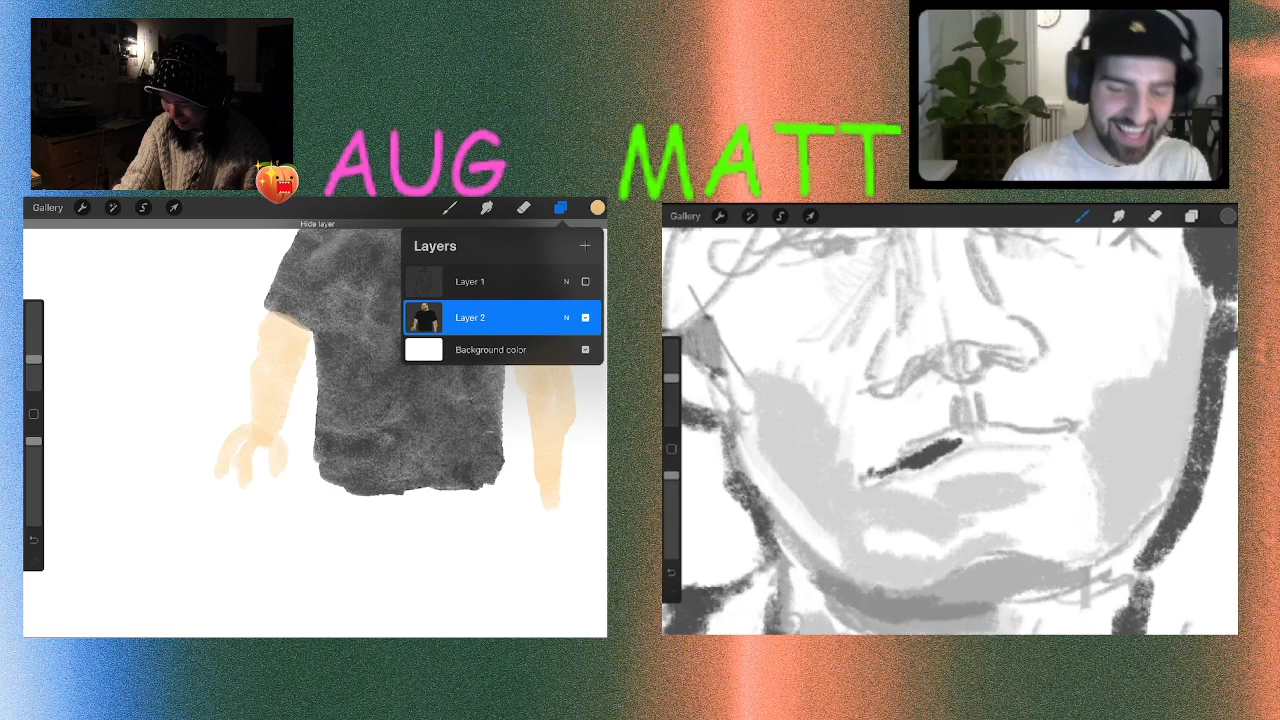 AUG
MATT
Gallery
Hide layer
Layers
Layer 1 N
Layer 2 N
Background color
Gallery